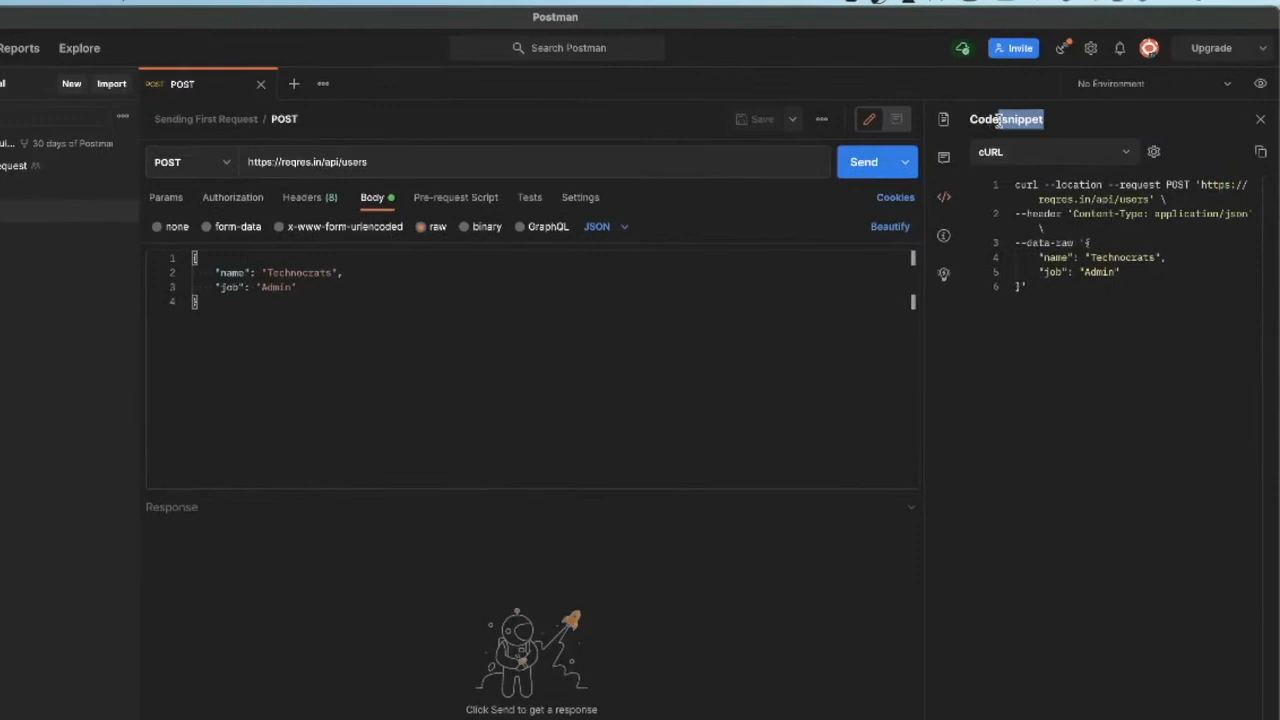 Postman
Reports Explore Search Postman Invite Upgrade
New Import POST POST No Environment
Sending First Request / POST Save Code snippet
30 days of Postman
POST https://reqres.in/api/users Send cURL
Params Authorization Headers (8) Body Pre-request Script Tests Settings Cookies
none form-data x-www-form-urlencoded raw binary GraphQL JSON Beautify
1 {
2 "name": "Technocrats",
3 "job": "Admin"
4 }
1 curl --location --request POST 'https://
reqres.in/api/users' \
2 --header 'Content-Type: application/json'
\
3 --data-raw '{
4 "name": "Technocrats",
5 "job": "Admin"
6 }'
Response
Click Send to get a response